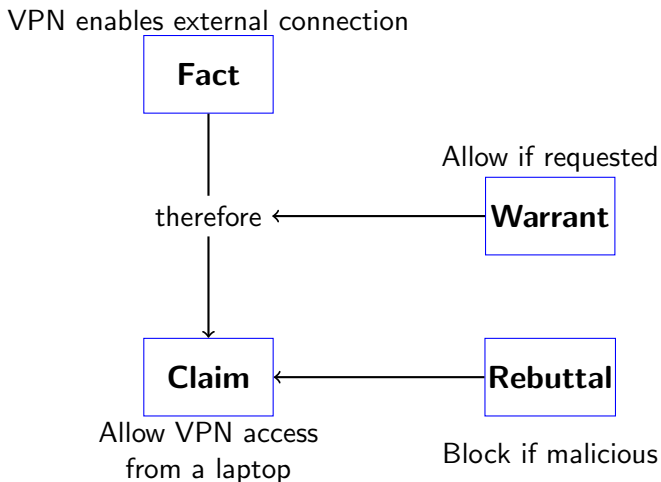 VPN enables external connection
Fact
Allow if requested
therefore
Warrant
Claim
Rebuttal
Allow VPN access
from a laptop
Block if malicious